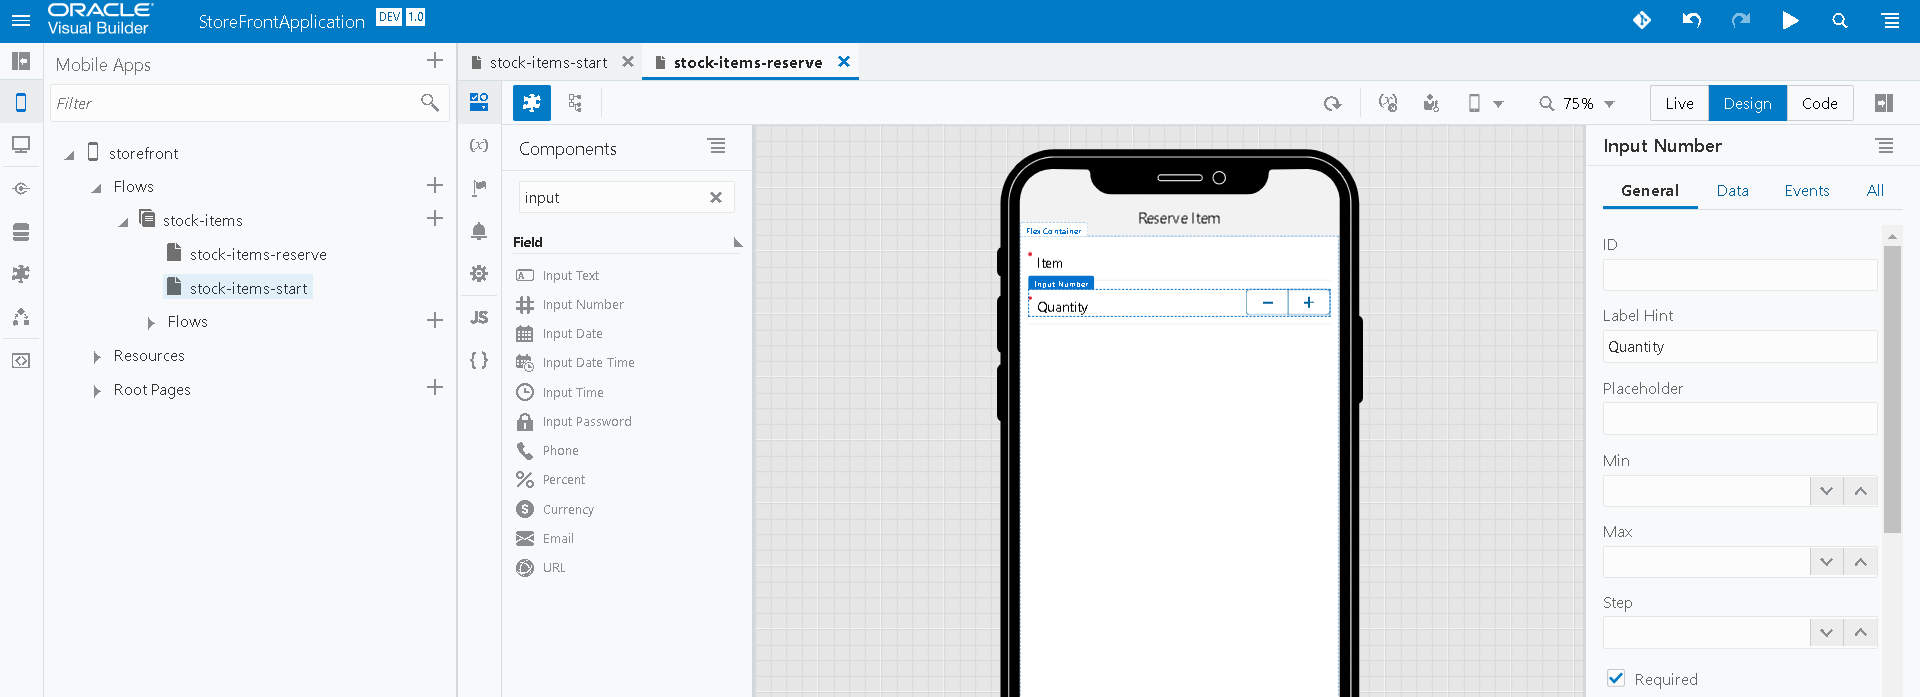 ORACLE
Visual Builder
StoreFrontApplication
DEV 1.0
Mobile Apps
Filter
storefront
Flows
stock-items
stock-items-reserve
stock-items-start
Flows
Resources
Root Pages
stock-items-start
stock-items-reserve
(x)
JS
{ }
75%
Live
Design
Code
Components
input
Field
Input Text
Input Number
Input Date
Input Date Time
Input Time
Input Password
Phone
Percent
Currency
Email
URL
Reserve Item
Flex Container
* Item
Input Number
* Quantity
Input Number
General
Data
Events
All
ID
Label Hint
Quantity
Placeholder
Min
Max
Step
Required